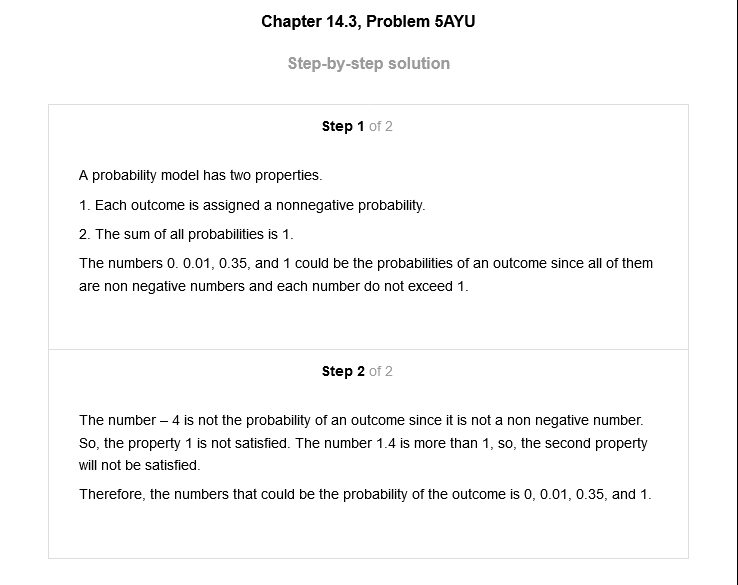 Chapter 14.3, Problem 5AYU
Step-by-step solution
Step 1 of 2
A probability model has two properties.
1. Each outcome is assigned a nonnegative probability.
2. The sum of all probabilities is 1.
The numbers 0. 0.01, 0.35, and 1 could be the probabilities of an outcome since all of them
are non negative numbers and each number do not exceed 1.
Step 2 of 2
The number – 4 is not the probability of an outcome since it is not a non negative number.
So, the property 1 is not satisfied. The number 1.4 is more than 1, so, the second property
will not be satisfied.
Therefore, the numbers that could be the probability of the outcome is 0, 0.01, 0.35, and 1.